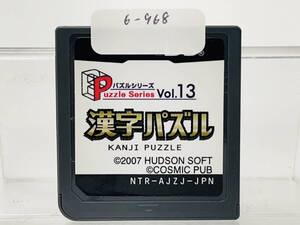 6-968
パズルシリーズ
Puzzle Series Vol.13
漢字パズル
KANJI PUZZLE
©2007 HUDSON SOFT
©COSMIC PUB
NTR-AJZJ-JPN